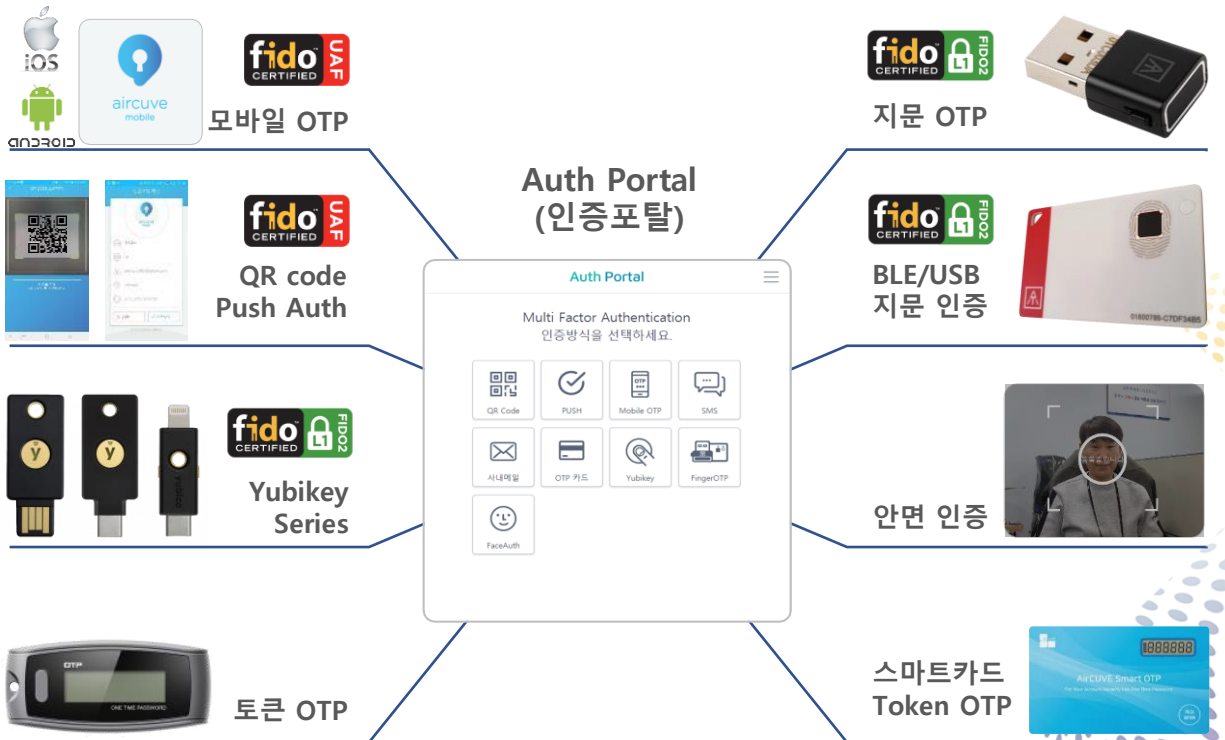 iOS
ANDROID
aircuve
mobile
fido
CERTIFIED
UAF
모바일 OTP
fido
CERTIFIED
UAF
QR code
Push Auth
fido
CERTIFIED
L1
FIDO2
Yubikey
Series
y
y
yubico
OTP
ONE TIME PASSWORD
토큰 OTP
Auth Portal
(인증포탈)
Auth Portal
Multi Factor Authentication
인증방식을 선택하세요.
QR Code
PUSH
OTP
Mobile OTP
SMS
사내메일
OTP 카드
Yubikey
FingerOTP
FaceAuth
fido
CERTIFIED
L1
FIDO2
지문 OTP
fido
CERTIFIED
L1
FIDO2
BLE/USB
지문 인증
01800786-C7DF34B5
안면 인증
스마트카드
Token OTP
AirCUVE Smart OTP